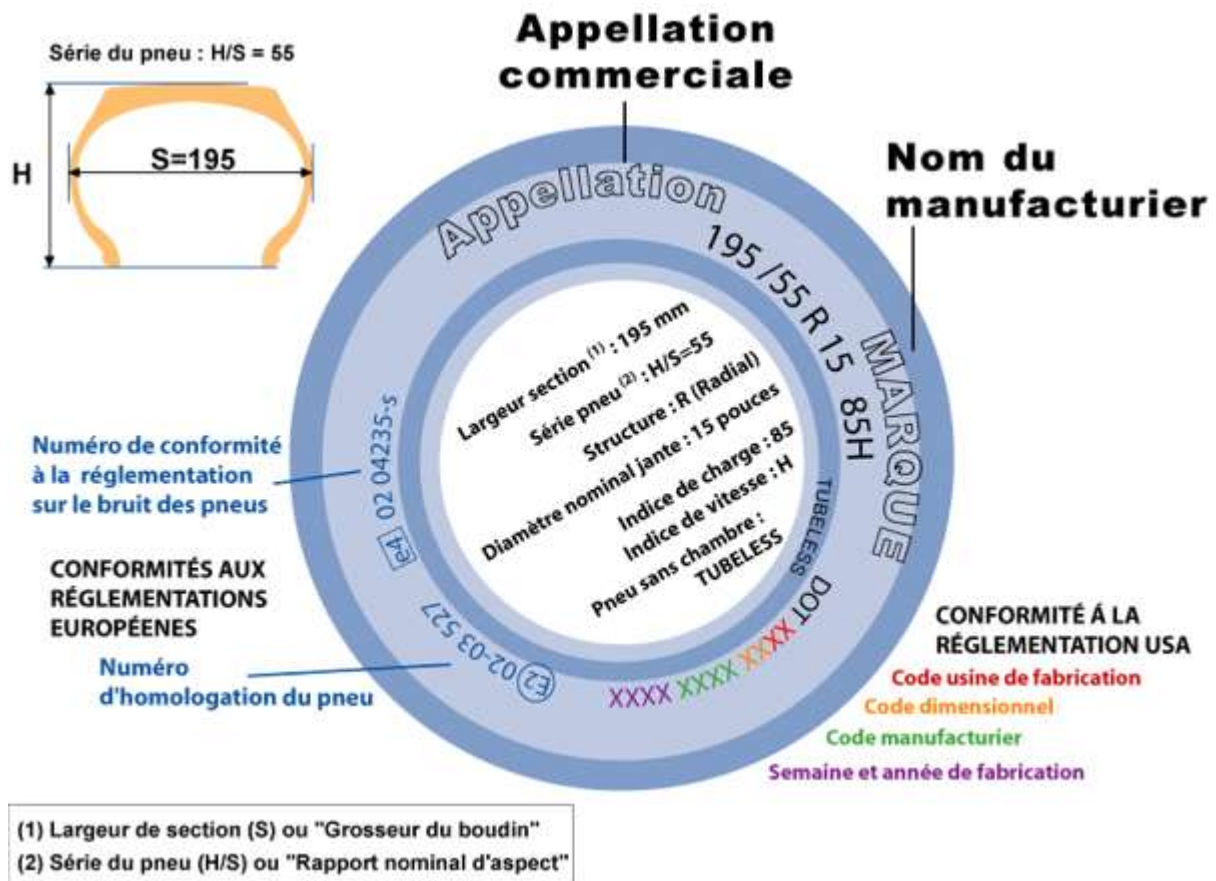 Appellation
commerciale
Série du pneu : H/S = 55
H
S=195
Nom du
manufacturier
Appellation
195 /55 R 15 85H
MARQUE
TUBELESS
DOT XX XX XXXX XXXX
Largeur section (1) : 195 mm
Série pneu (2) : H/S=55
Structure : R (Radial)
Diamètre nominal jante : 15 pouces
Indice de charge : 85
Indice de vitesse : H
Pneu sans chambre :
TUBELESS
e4 02 04235-s
E2 02-03 527
Numéro de conformité
à la réglementation
sur le bruit des pneus
CONFORMITÉS AUX
RÉGLEMENTATIONS
EUROPÉENES
Numéro
d'homologation du pneu
CONFORMITÉ Á LA
RÉGLEMENTATION USA
Code usine de fabrication
Code dimensionnel
Code manufacturier
Semaine et année de fabrication
(1) Largeur de section (S) ou "Grosseur du boudin"
(2) Série du pneu (H/S) ou "Rapport nominal d'aspect"